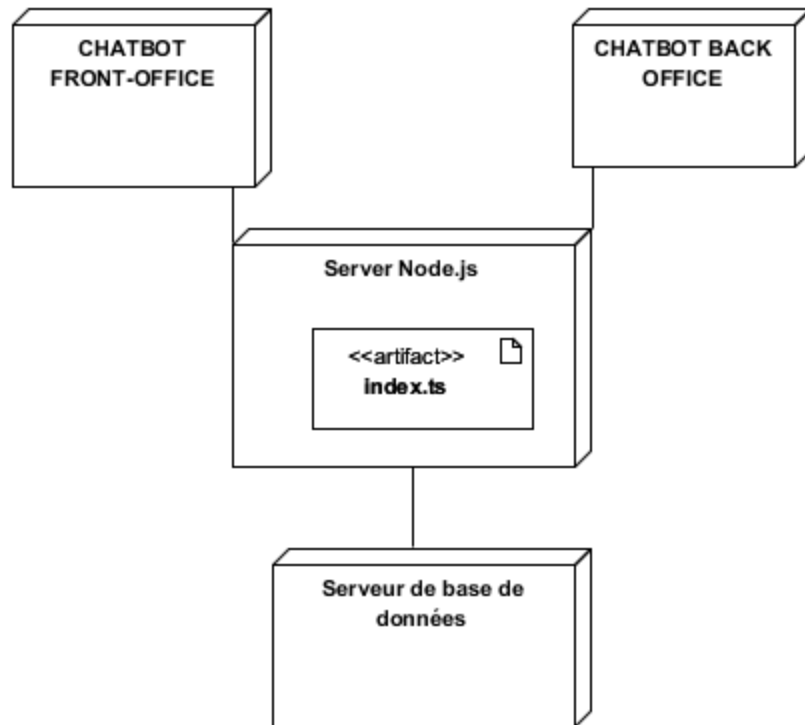 CHATBOT
FRONT-OFFICE
CHATBOT BACK
OFFICE
Server Node.js
<<artifact>>
index.ts
Serveur de base de
données